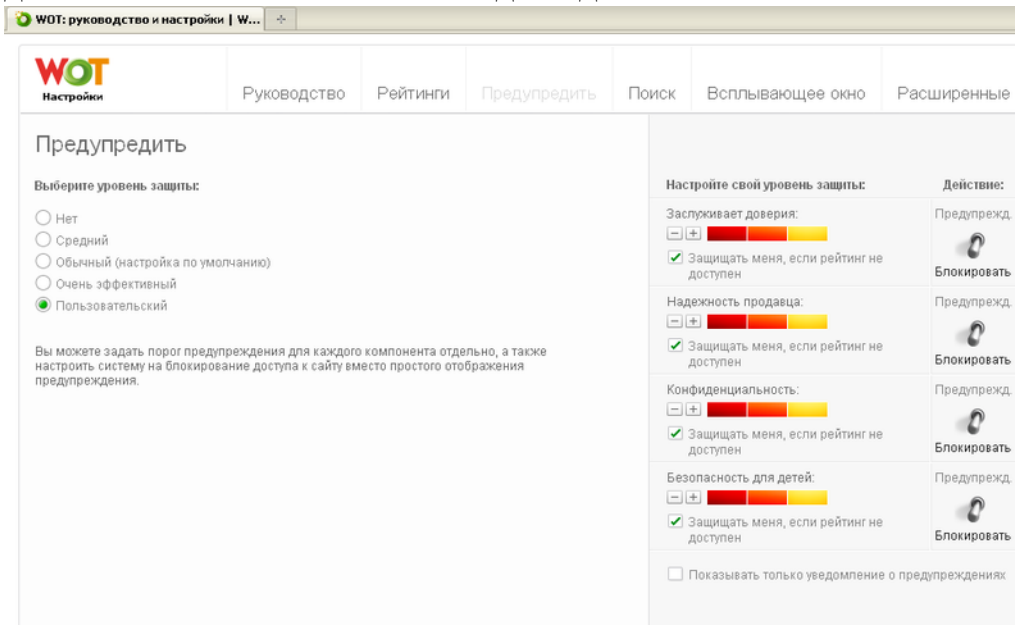 WOT: руководство и настройки | W...
WOT
Настройки
Руководство
Рейтинги
Предупредить
Поиск
Всплывающее окно
Расширенные
Предупредить
Выберите уровень защиты:
Нет
Средний
Обычный (настройка по умолчанию)
Очень эффективный
Пользовательский
Вы можете задать порог предупреждения для каждого компонента отдельно, а также
настроить систему на блокирование доступа к сайту вместо простого отображения
предупреждения.
Настройте свой уровень защиты:
Действие:
Заслуживает доверия:
Предупрежд.
Защищать меня, если рейтинг не
доступен
Блокировать
Надежность продавца:
Предупрежд.
Защищать меня, если рейтинг не
доступен
Блокировать
Конфиденциальность:
Предупрежд.
Защищать меня, если рейтинг не
доступен
Блокировать
Безопасность для детей:
Предупрежд.
Защищать меня, если рейтинг не
доступен
Блокировать
Показывать только уведомление о предупреждениях